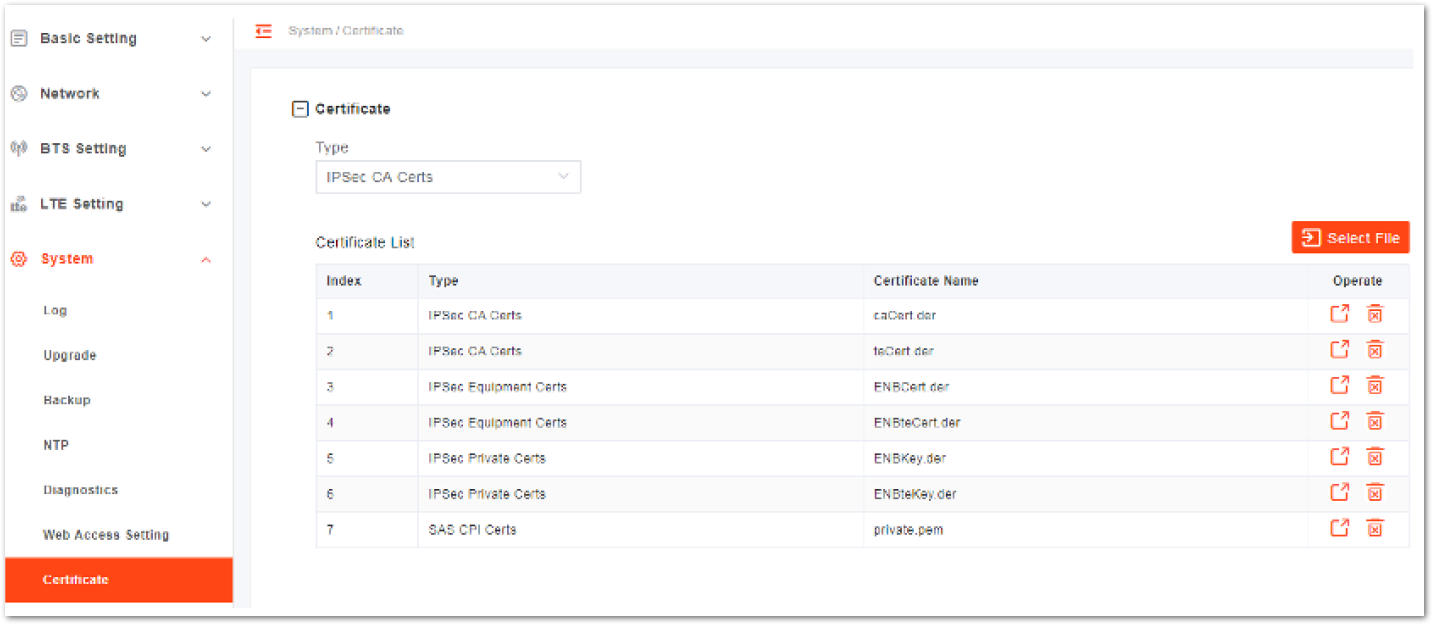 Basic Setting
System / Certificate
Network
BTS Setting
LTE Setting
System
Log
Upgrade
Backup
NTP
Diagnostics
Web Access Setting
Certificate
Certificate
Type
IPSec CA Certs
Certificate List
Select File
Index Type Certificate Name Operate
1 IPSec CA Certs caCert.der
2 IPSec CA Certs teCert.der
3 IPSec Equipment Certs ENBCert.der
4 IPSec Equipment Certs ENBteCert.der
5 IPSec Private Certs ENBKey.der
6 IPSec Private Certs ENBteKey.der
7 SAS CPI Certs private.pem